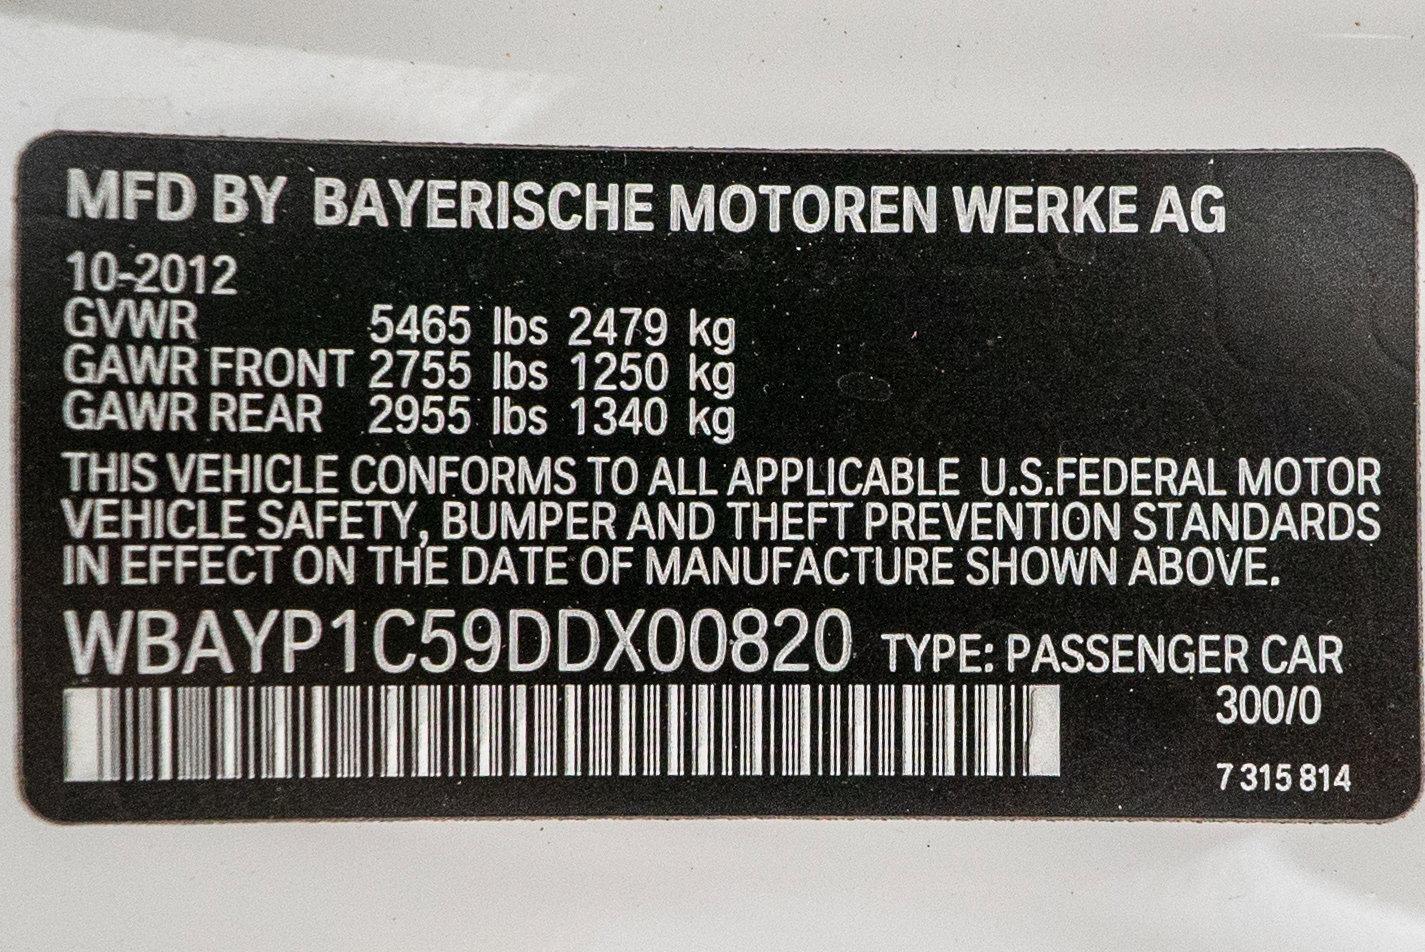 MFD BY BAYERISCHE MOTOREN WERKE AG
10-2012
GVWR 5465 lbs 2479 kg
GAWR FRONT 2755 lbs 1250 kg
GAWR REAR 2955 lbs 1340 kg
THIS VEHICLE CONFORMS TO ALL APPLICABLE U.S.FEDERAL MOTOR
VEHICLE SAFETY, BUMPER AND THEFT PREVENTION STANDARDS
IN EFFECT ON THE DATE OF MANUFACTURE SHOWN ABOVE.
WBAYP1C59DDX00820 TYPE: PASSENGER CAR
300/0
7 315 814